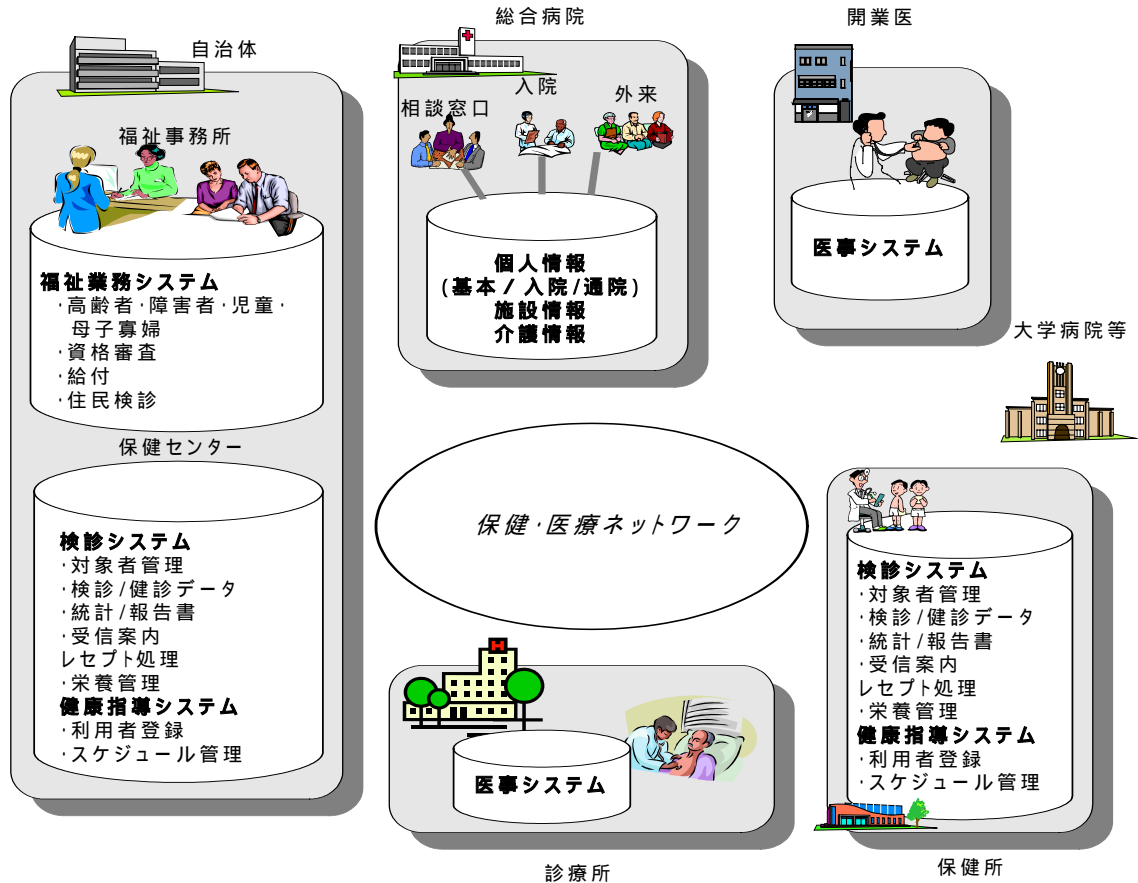 総合病院
開業医
自治体
入院
外来
相談窓口
福祉事務所
福祉業務システム
・高齢者・障害者・児童・
母子寡婦
・資格審査
・給付
・住民検診
個人情報
(基本/入院/通院)
施設情報
介護情報
医事システム
大学病院等
保健センター
検診システム
・対象者管理
・検診/健診データ
・統計/報告書
・受信案内
レセプト処理
・栄養管理
健康指導システム
・利用者登録
・スケジュール管理
保健・医療ネットワーク
H
医事システム
診療所
検診システム
・対象者管理
・検診/健診データ
・統計/報告書
・受信案内
レセプト処理
・栄養管理
健康指導システム
・利用者登録
・スケジュール管理
保健所